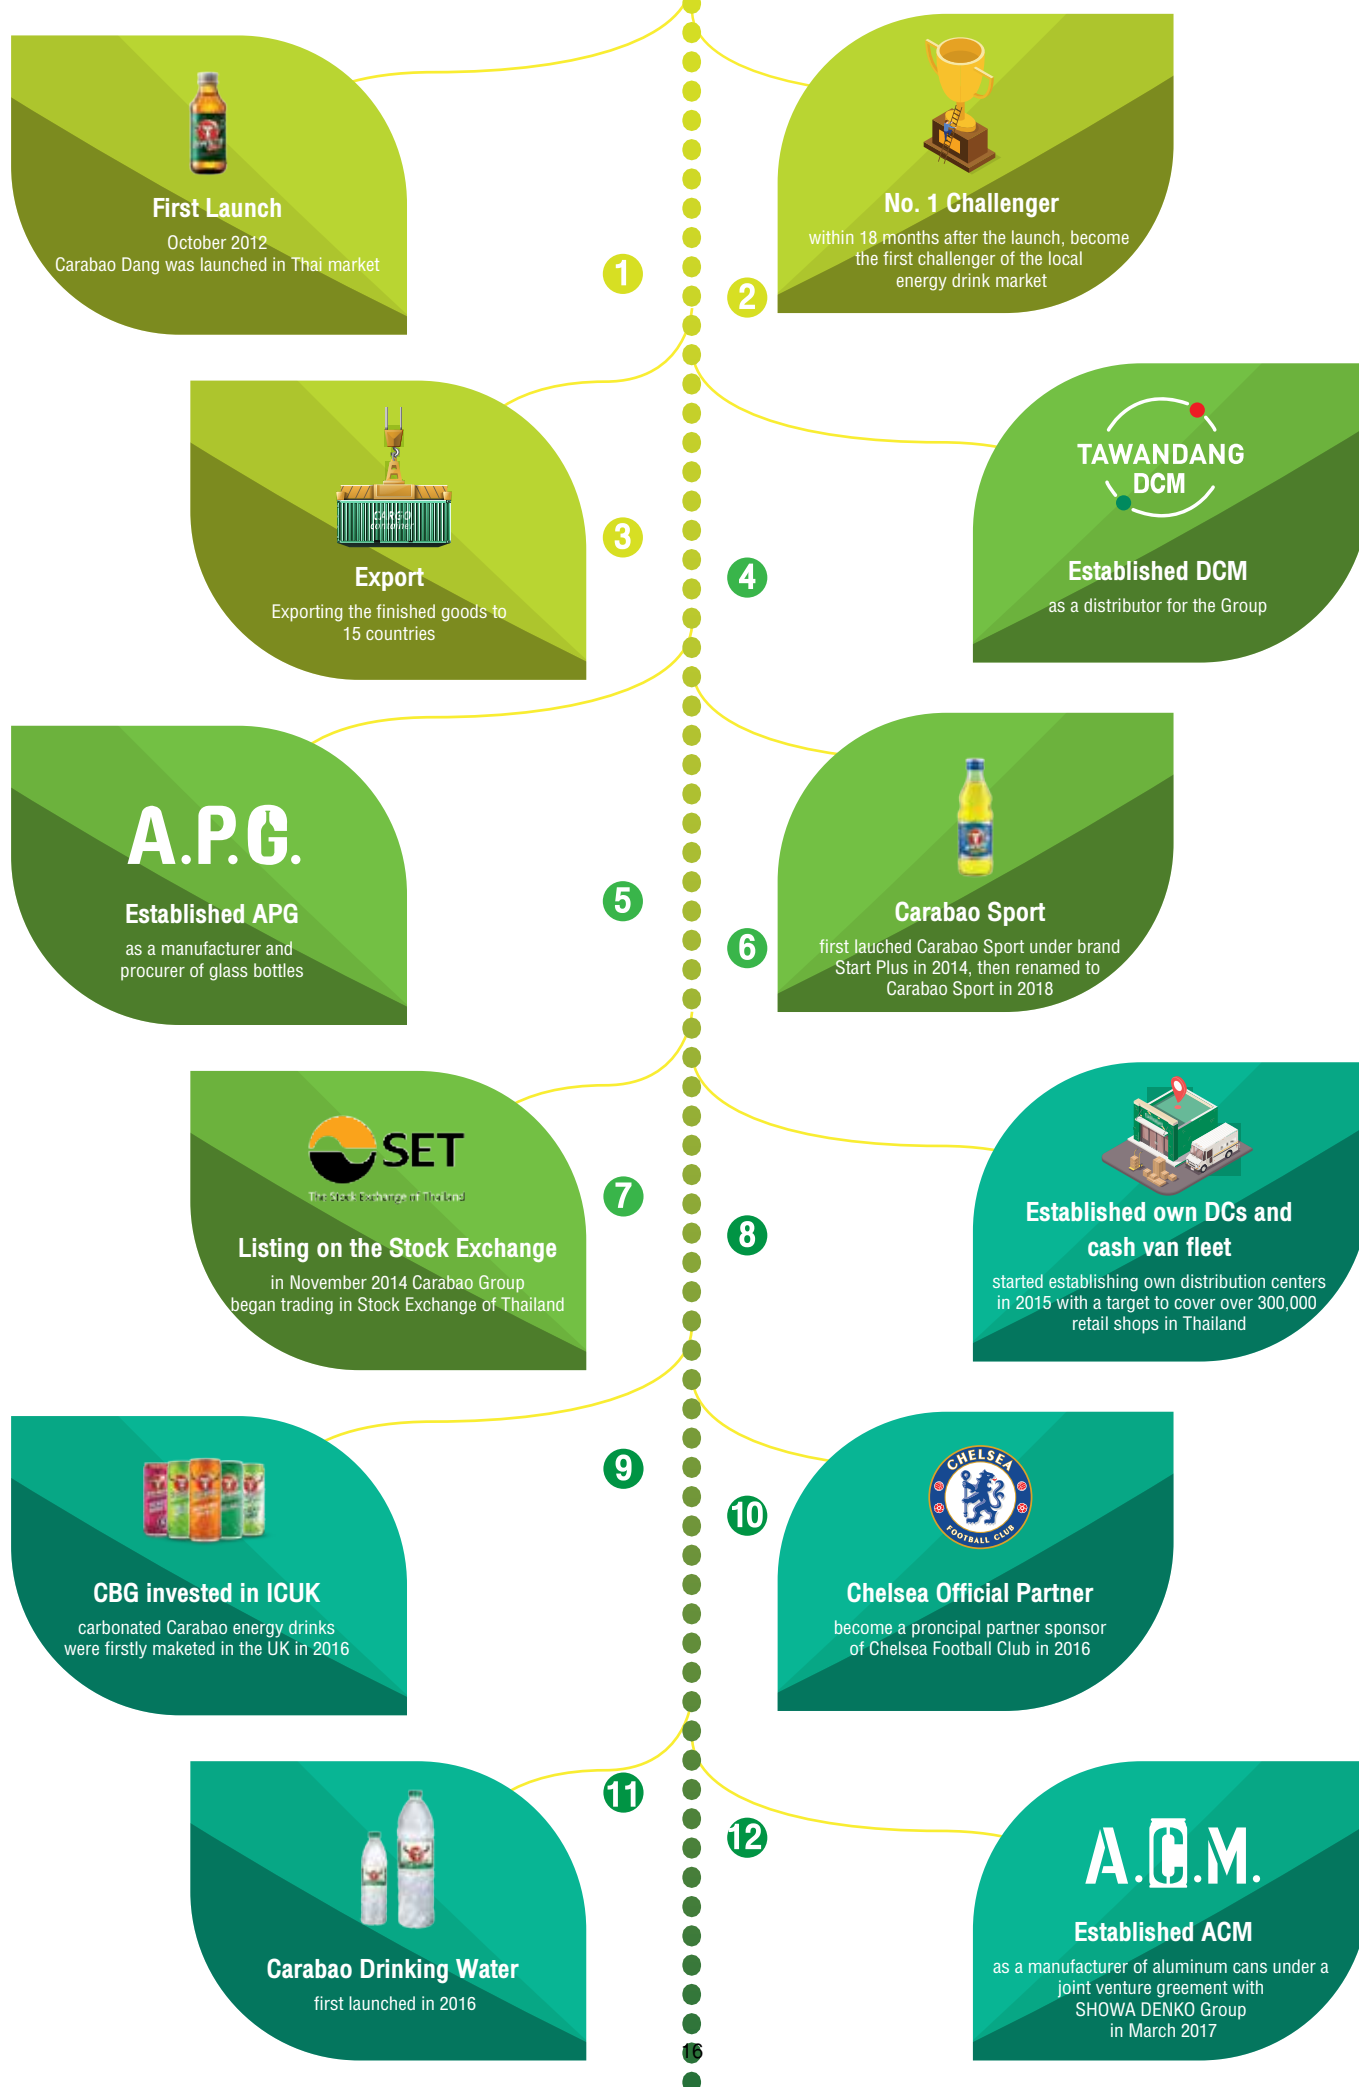 First Launch
October 2012
Carabao Dang was launched in Thai market
1
No. 1 Challenger
within 18 months after the launch, become
the first challenger of the local
energy drink market
2
CARGO
container
Export
Exporting the finished goods to
15 countries
3
TAWANDANG
DCM
Established DCM
as a distributor for the Group
4
A.P.G.
Established APG
as a manufacturer and
procurer of glass bottles
5
Carabao Sport
first lauched Carabao Sport under brand
Start Plus in 2014, then renamed to
Carabao Sport in 2018
6
SET
The Stock Exchange of Thailand
Listing on the Stock Exchange
in November 2014 Carabao Group
began trading in Stock Exchange of Thailand
7
Established own DCs and
cash van fleet
started establishing own distribution centers
in 2015 with a target to cover over 300,000
retail shops in Thailand
8
CBG invested in ICUK
carbonated Carabao energy drinks
were firstly maketed in the UK in 2016
9
CHELSEA
FOOTBALL CLUB
Chelsea Official Partner
become a proncipal partner sponsor
of Chelsea Football Club in 2016
10
Carabao Drinking Water
first launched in 2016
11
A.C.M.
Established ACM
as a manufacturer of aluminum cans under a
joint venture greement with
SHOWA DENKO Group
in March 2017
12
16